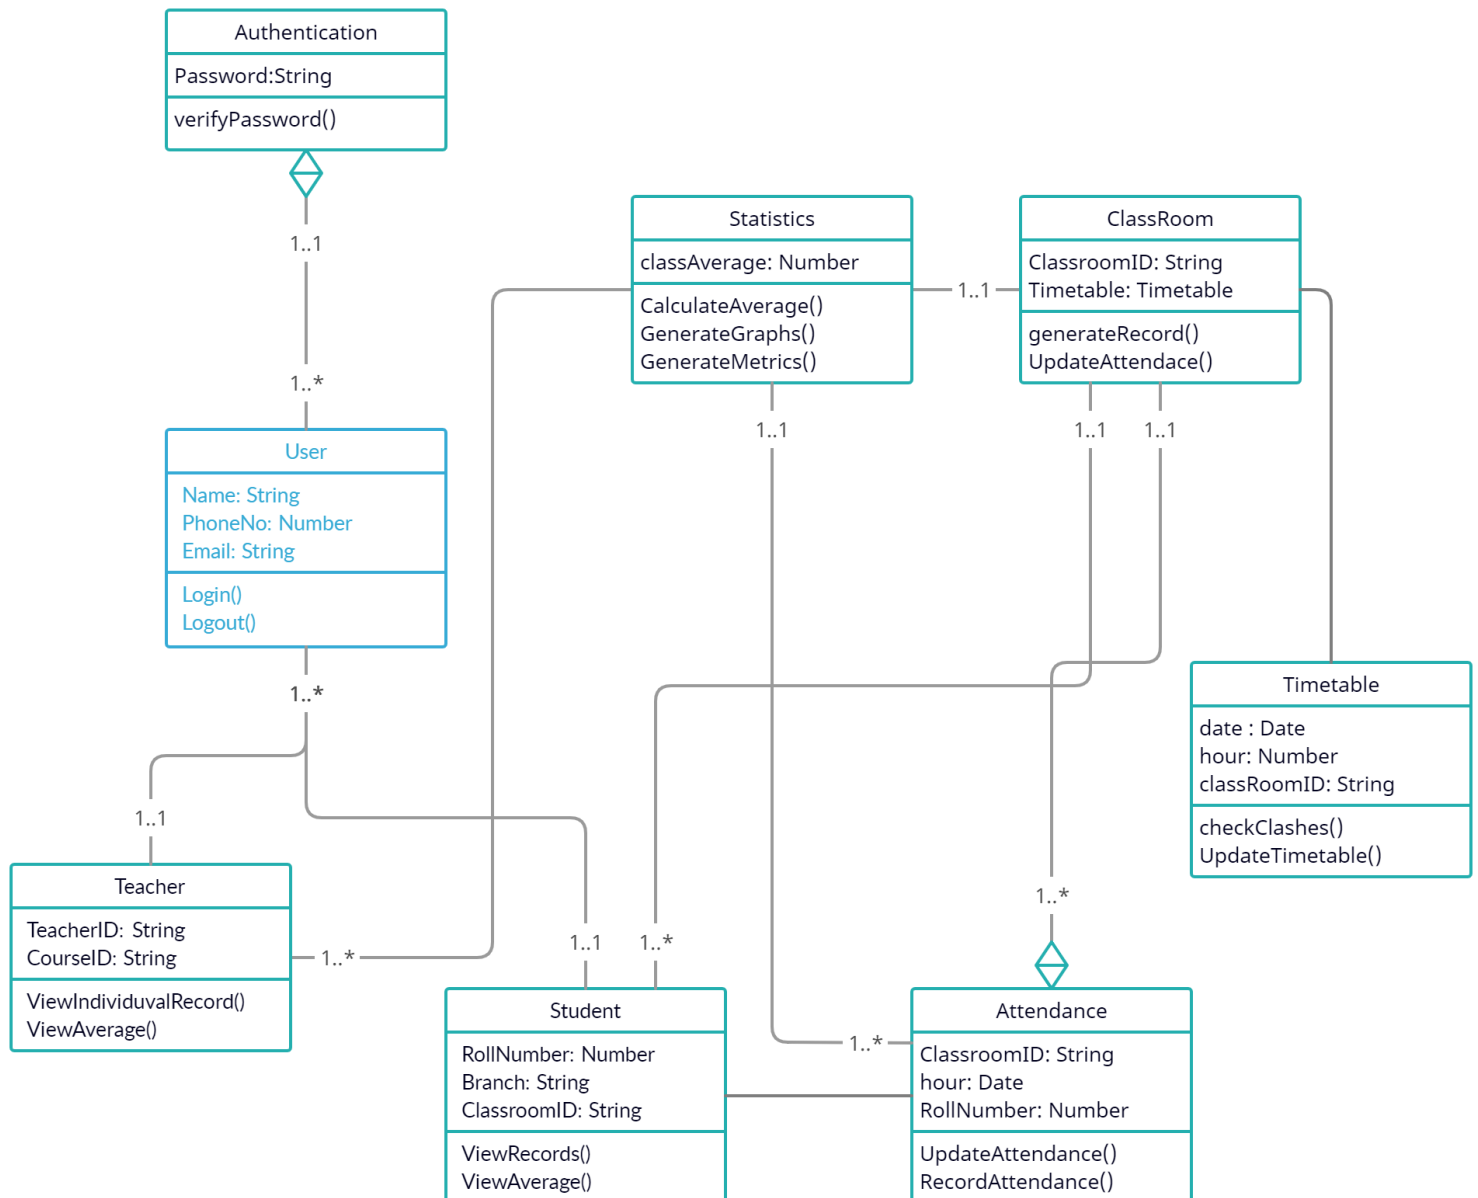 Authentication
Password:String
verifyPassword()
1..1
1..*
User
Name: String
PhoneNo: Number
Email: String
Login()
Logout()
1..*
1..1
Teacher
TeacherID: String
CourseID: String
ViewIndividuvalRecord()
ViewAverage()
1..*
Statistics
classAverage: Number
CalculateAverage()
GenerateGraphs()
GenerateMetrics()
1..1
1..1
ClassRoom
ClassroomID: String
Timetable: Timetable
generateRecord()
UpdateAttendace()
1..1
1..1
Timetable
date : Date
hour: Number
classRoomID: String
checkClashes()
UpdateTimetable()
1..1
1..*
Student
RollNumber: Number
Branch: String
ClassroomID: String
ViewRecords()
ViewAverage()
1..*
1..*
Attendance
ClassroomID: String
hour: Date
RollNumber: Number
UpdateAttendance()
RecordAttendance()